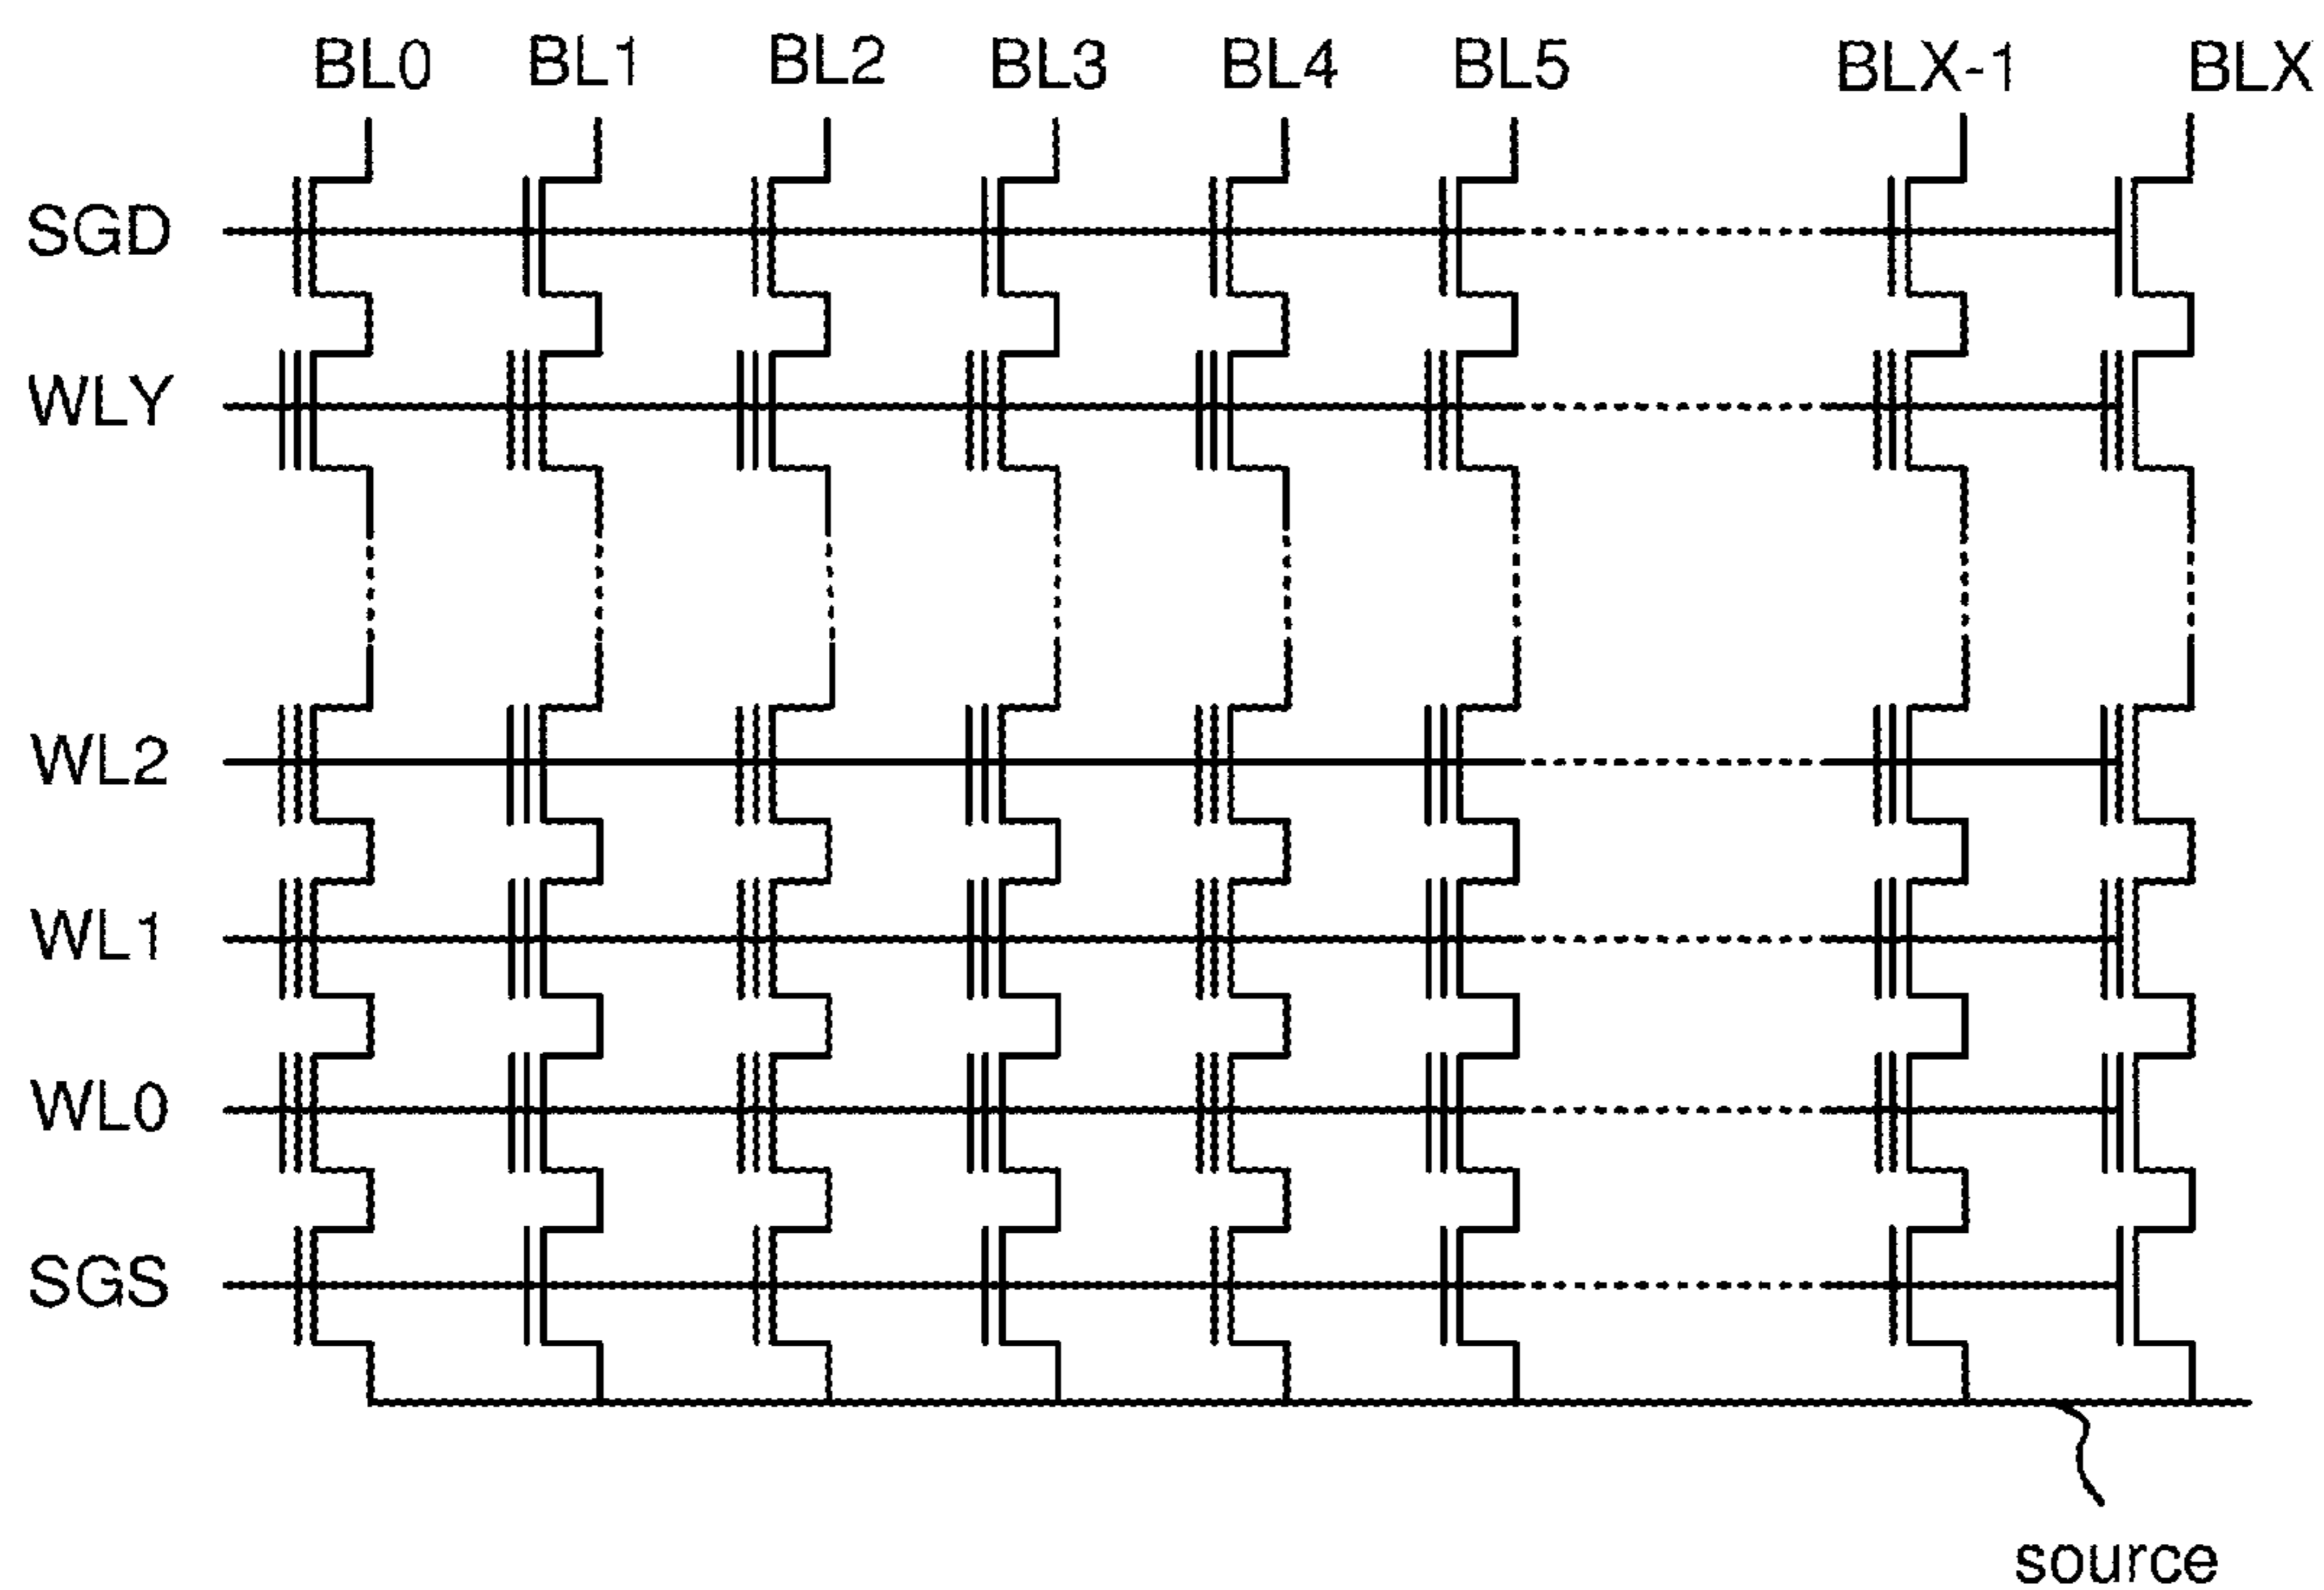 BL0 BL1 BL2 BL3 BL4 BL5 BLX-1 BLX
SGD
WLY
WL2
WL1
WL0
SGS
source